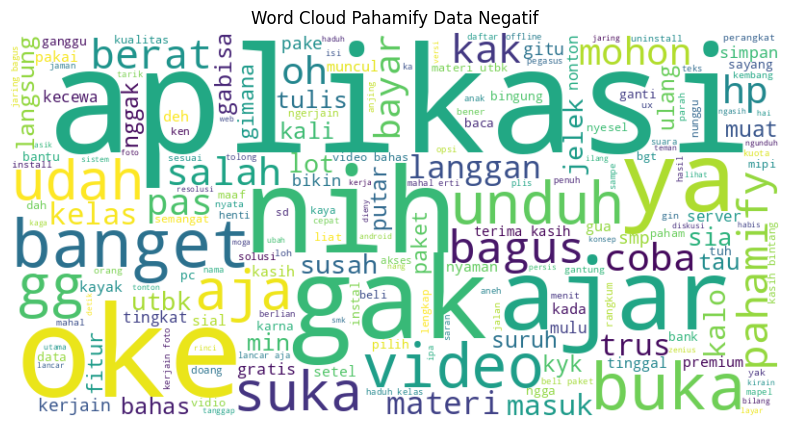 Word Cloud Pahamify Data Negatif
aplikasi
nih
gak
ya
oke
ajar
banget
udah
unduh
video
buka
suka
aja
bagus
gg
coba
pahamify
berat
oh
kak
mohon
hp
bayar
jelek
langsung
nggak
gabisa
gimana
tulis
kali
salah
lot
langgan
kelas
pas
putar
susah
materi
masuk
bahas
utbk
min
fitur
kalo
sia
tau
trus
kyk
suruh
muat
ulang
simpan
sayang
nonton
gitu
pake
muncul
ganggu
kualitas
pakai
kecewa
deh
ken
foto
web
tarik
jaman
jaring bagus
haduh
isi
ngerjain
anjing
ka
versi
daftar
offline
pegasus
materi utbk
bingung
anak
bener
baca
opsi
uninstall
perangkat
ganti
ux
teks
kembang
parah
nunggu
ngasih
hai
nyesel
suara
teman
bgt
ilang
hasil
kuota
ngunduh
lihat
mipi
asik
sistem
sesuai
tolong
bantu
install
resolusi
kerja
video bahas
bikin
mahal
erti
plis
penuh
sampe
dah
maaf
nyata
semangat
henti
sd
kaya
cepat
dieny
kaga
moga
ubah
android
loh
solusi
liat
paket
terima kasih
gua
smp
paham
gin
server
diskusi
habis
konsep
akses
nyaman
persis
gantung
tuh
kasih bintang
orang
pc
nama
kasih
kayak
tonton
detik
instal
beli
aneh
menit
rangkum
mahal
tingkat
sial
karna
berlian
smk
lengkap
saran
jalan
kada
mulu
bank
zenius
data
utama
lancar
rinci
kerjain foto
doang
lancar aja
pilih
ipa
gratis
setel
tinggal
premium
yak
kirain
mapel
bilang
layar
kerjain
vidio
tanggap
haduh kelas
ngga
beli paket